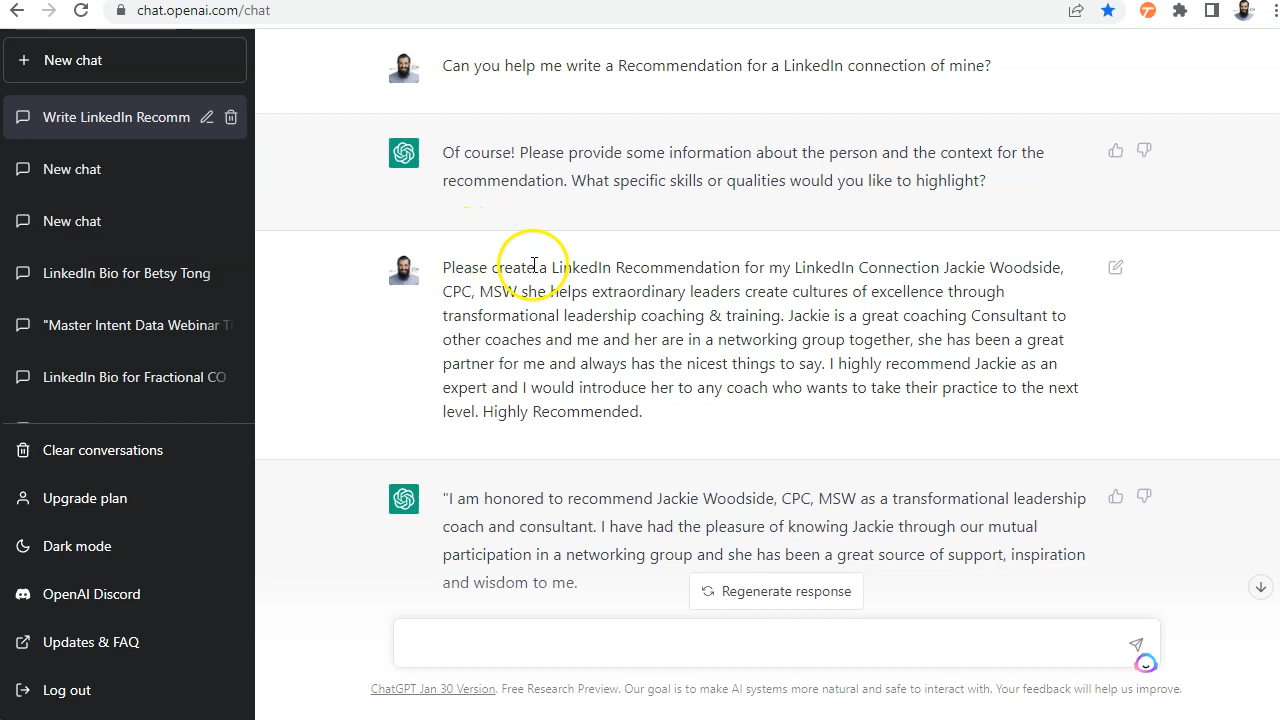 chat.openai.com/chat
New chat
Write LinkedIn Recomm
New chat
New chat
LinkedIn Bio for Betsy Tong
"Master Intent Data Webinar T
LinkedIn Bio for Fractional CO
Clear conversations
Upgrade plan
Dark mode
OpenAI Discord
Updates & FAQ
Log out
Can you help me write a Recommendation for a LinkedIn connection of mine?
Of course! Please provide some information about the person and the context for the
recommendation. What specific skills or qualities would you like to highlight?
Please create a LinkedIn Recommendation for my LinkedIn Connection Jackie Woodside,
CPC, MSW she helps extraordinary leaders create cultures of excellence through
transformational leadership coaching & training. Jackie is a great coaching Consultant to
other coaches and me and her are in a networking group together, she has been a great
partner for me and always has the nicest things to say. I highly recommend Jackie as an
expert and I would introduce her to any coach who wants to take their practice to the next
level. Highly Recommended.
"I am honored to recommend Jackie Woodside, CPC, MSW as a transformational leadership
coach and consultant. I have had the pleasure of knowing Jackie through our mutual
participation in a networking group and she has been a great source of support, inspiration
and wisdom to me.
Regenerate response
ChatGPT Jan 30 Version. Free Research Preview. Our goal is to make AI systems more natural and safe to interact with. Your feedback will help us improve.